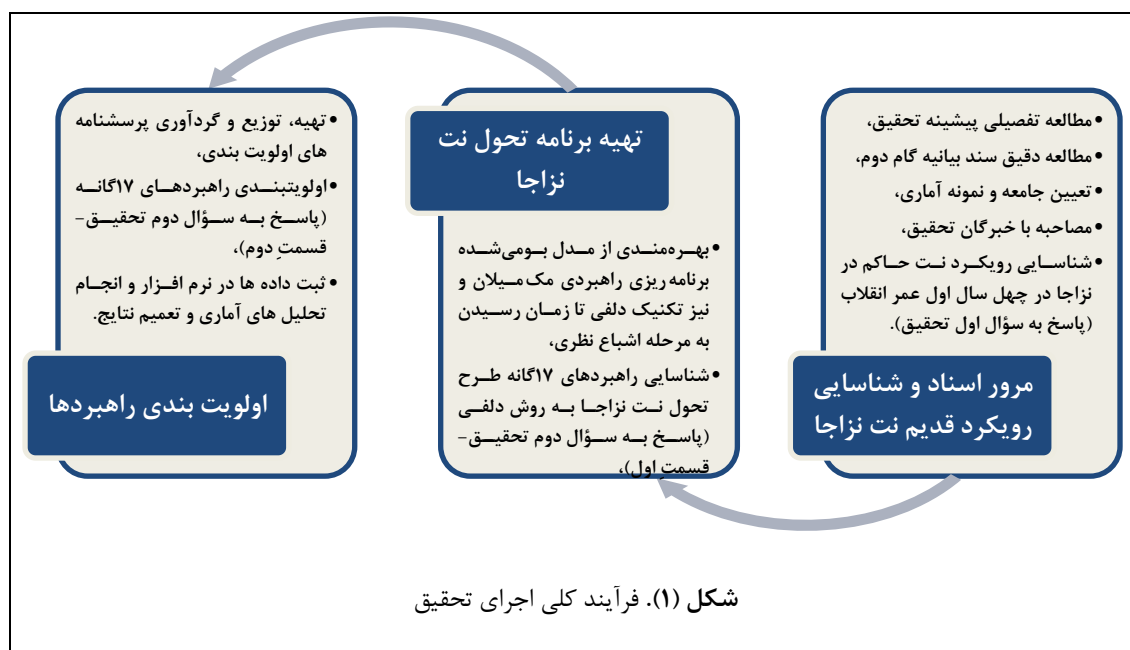 •مطالعه تفصیلی پیشینه تحقیق،
•مطالعه دقیق سند بیانیه گام دوم،
•تعیین جامعه و نمونه آماری،
•مصاحبه با خبرگان تحقیق،
•شناسایی رویکرد نت حاکم در
نزاجا در چهل سال اول عمر انقلاب
(پاسخ به سؤال اول تحقیق).
مرور اسناد و شناسایی
رویکرد قدیم نت نزاجا
تهیه برنامه تحول نت
نزاجا
•بهره‌مندی از مدل بومی‌شده
برنامه‌ریزی راهبردی مک‌میلان و
نیز تکنیک دلفی تا زمان رسیدن
به مرحله اشباع نظری،
•شناسایی راهبردهای ۱۷گانه طرح
تحول نت نزاجا به روش دلفی
(پاسخ به سؤال دوم تحقیق-
قسمتِ اول)،
•تهیه، توزیع و گردآوری پرسشنامه
های اولویت بندی،
•اولویتبندی راهبردهای ۱۷گانه
(پاسخ به سؤال دوم تحقیق-
قسمتِ دوم)،
•ثبت داده ها در نرم افزار و انجام
تحلیل های آماری و تعمیم نتایج.
اولویت بندی راهبردها
شکل (۱). فرآیند کلی اجرای تحقیق